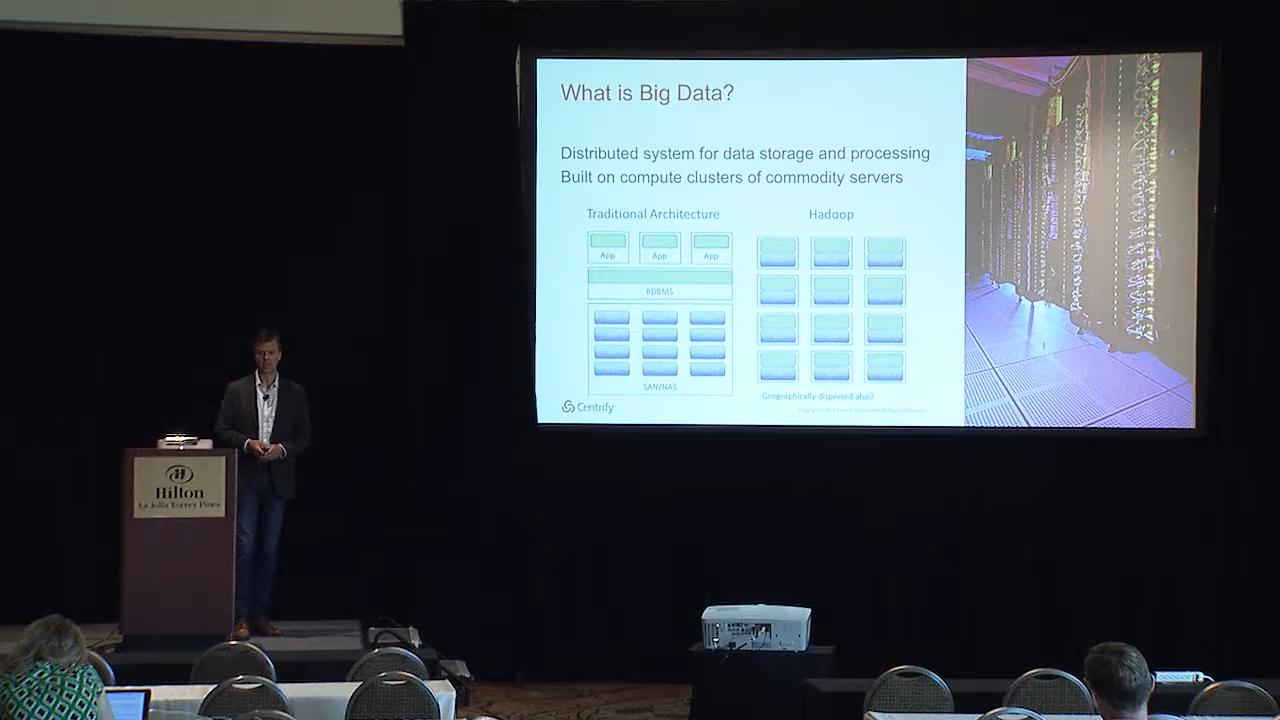 What is Big Data?
Distributed system for data storage and processing
Built on compute clusters of commodity servers
Traditional Architecture
Hadoop
App
App
App
RDBMS
SAN/NAS
Geographically dispersed also?
Centrify
Hilton
La Jolla Torrey Pines